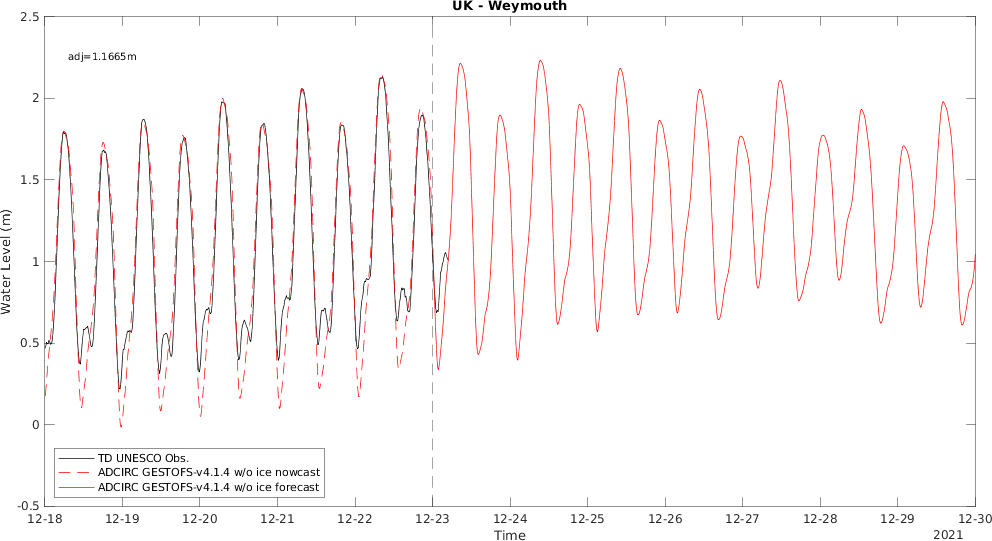 UK - Weymouth
2.5
adj=1.1665m
2
1.5
1
0.5
0
-0.5
Water Level (m)
TD UNESCO Obs.
ADCIRC GESTOFS-v4.1.4 w/o ice nowcast
ADCIRC GESTOFS-v4.1.4 w/o ice forecast
12-18 12-19 12-20 12-21 12-22 12-23 12-24 12-25 12-26 12-27 12-28 12-29 12-30
Time
2021